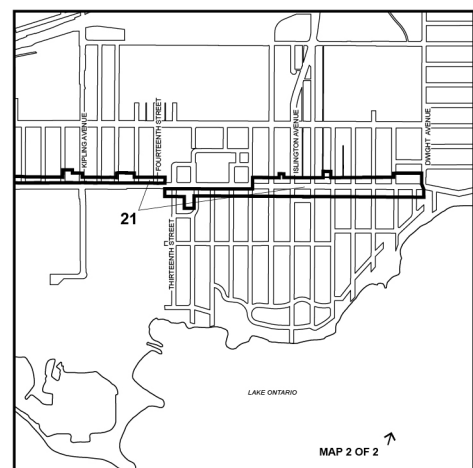 KIPLING AVENUE
FOURTEENTH STREET
ISLINGTON AVENUE
DWIGHT AVENUE
21
THIRTEENTH STREET
LAKE ONTARIO
MAP 2 OF 2